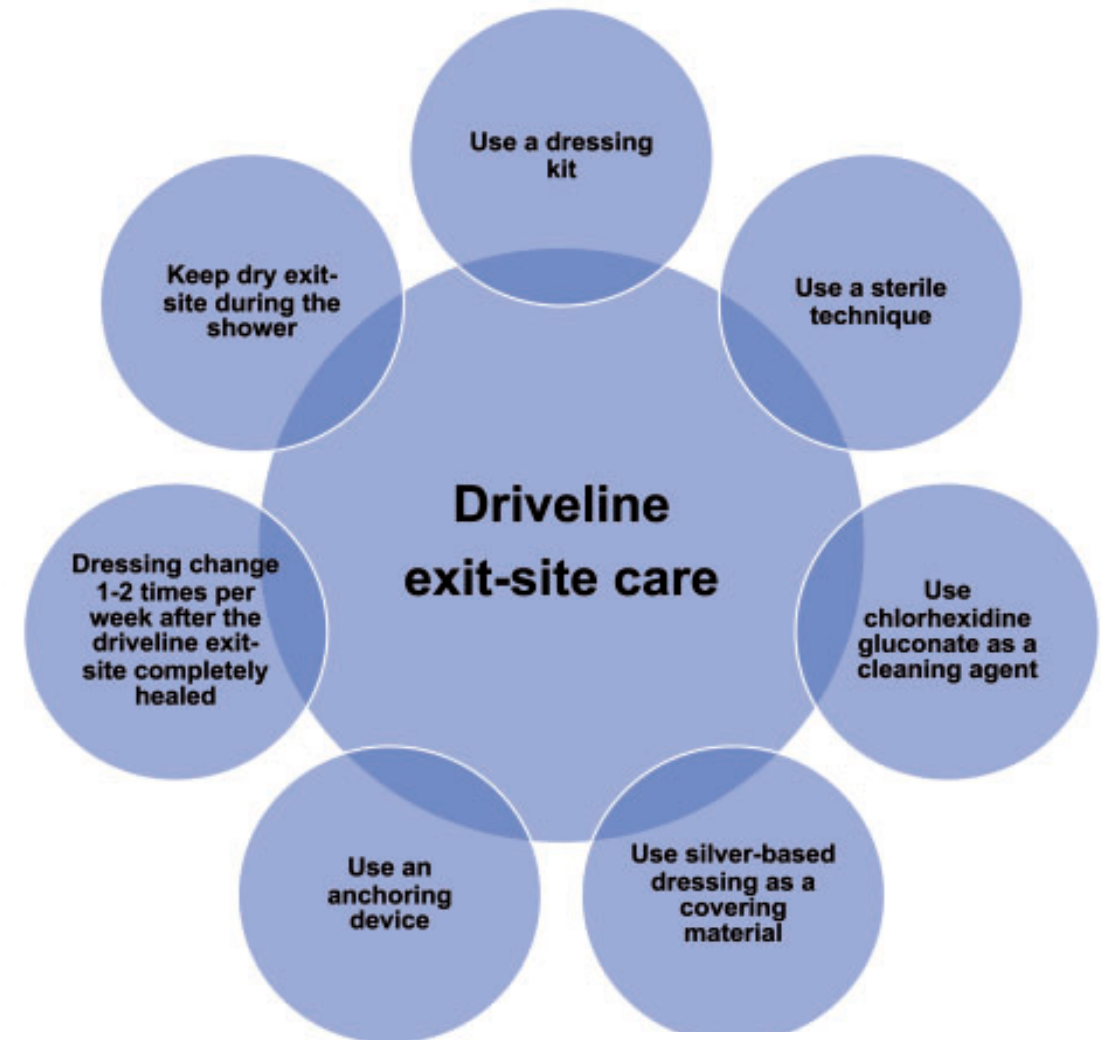 Use a dressing
kit
Use a sterile
technique
Use
chlorhexidine
gluconate as a
cleaning agent
Use silver-based
dressing as a
covering
material
Use an
anchoring
device
Dressing change
1-2 times per
week after the
driveline exit-
site completely
healed
Keep dry exit-
site during the
shower
Driveline
exit-site care